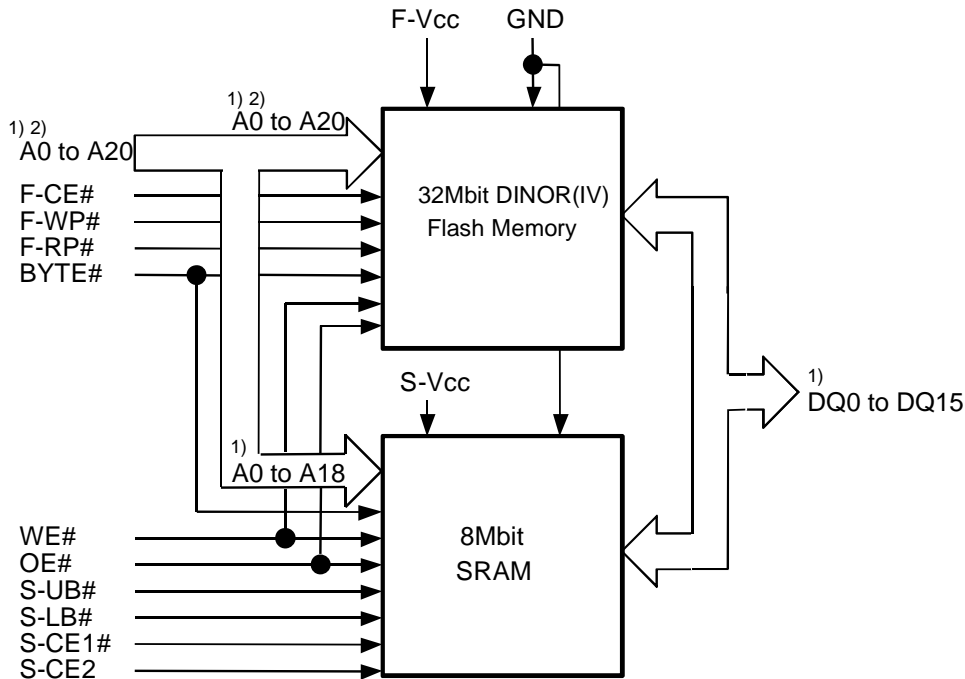 F-Vcc GND
1) 2)
A0 to A20
1) 2)
A0 to A20
F-CE#
F-WP#
F-RP#
BYTE#
32Mbit DINOR(IV)
Flash Memory
S-Vcc
1)
DQ0 to DQ15
1)
A0 to A18
WE#
OE#
S-UB#
S-LB#
S-CE1#
S-CE2
8Mbit
SRAM